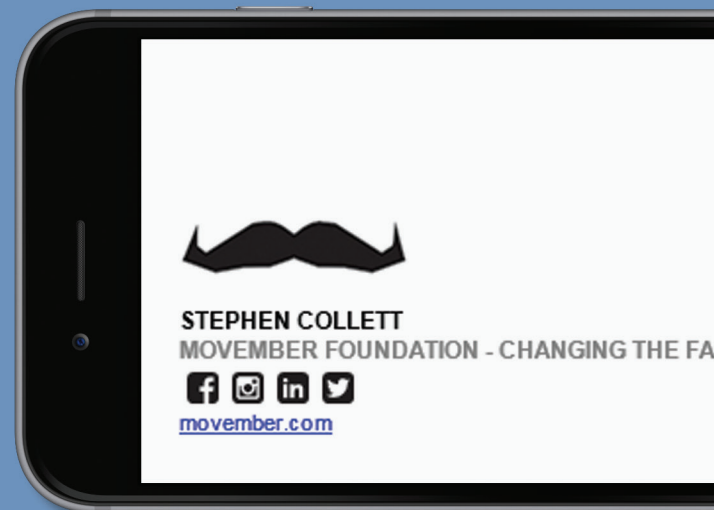 STEPHEN COLLETT
MOVEMBER FOUNDATION - CHANGING THE FA
movember.com